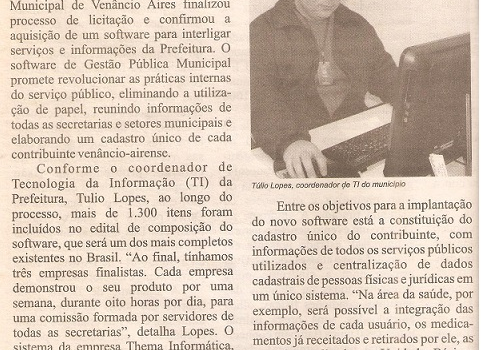 Municipal de Venâncio Aires finalizou
processo de licitação e confirmou a
aquisição de um software para interligar
serviços e informações da Prefeitura. O
software de Gestão Pública Municipal
promete revolucionar as práticas internas
do serviço público, eliminando a utiliza-
ção de papel, reunindo informações de
todas as secretarias e setores municipais e
elaborando um cadastro único de cada
contribuinte venâncio-airense.
Conforme o coordenador de
Tecnologia da Informação (TI) da
Prefeitura, Tulio Lopes, ao longo do
processo, mais de 1.300 itens foram
incluídos no edital de composição do
software, que será um dos mais completos
existentes no Brasil. “Ao final, tínhamos
três empresas finalistas. Cada empresa
demonstrou o seu produto por uma
semana, durante oito horas por dia, para
uma comissão formada por servidores de
todas as secretarias”, detalha Lopes. O
sistema da empresa Thema Informática,
Túlio Lopes, coordenador de TI do município
Entre os objetivos para a implantação
do novo software está a constituição do
cadastro único do contribuinte, com
informações de todos os serviços públicos
utilizados e centralização de dados
cadastrais de pessoas físicas e jurídicas em
um único sistema. “Na área da saúde, por
exemplo, será possível a integração das
informações de cada usuário, os medica-
mentos já receitados e retirados por ele, as